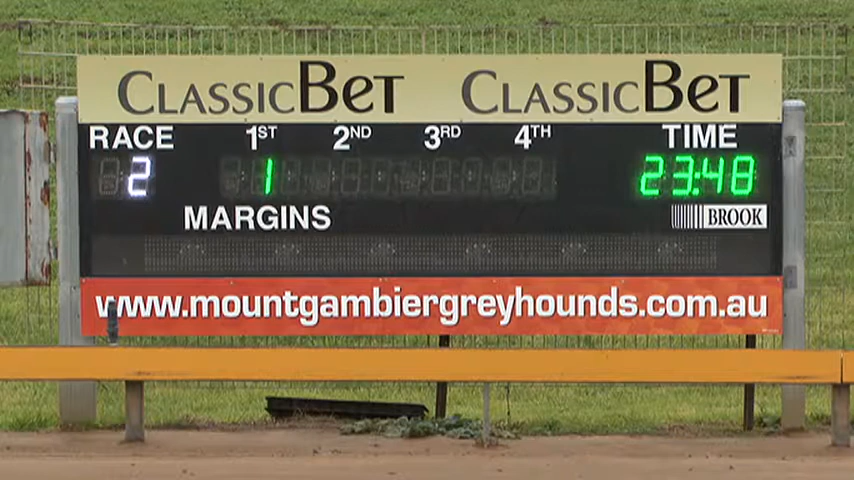 CLASSICBET CLASSICBET
RACE 1ST 2ND 3RD 4TH TIME
2 1 23:48
MARGINS BROOK
www.mountgambiergreyhounds.com.au